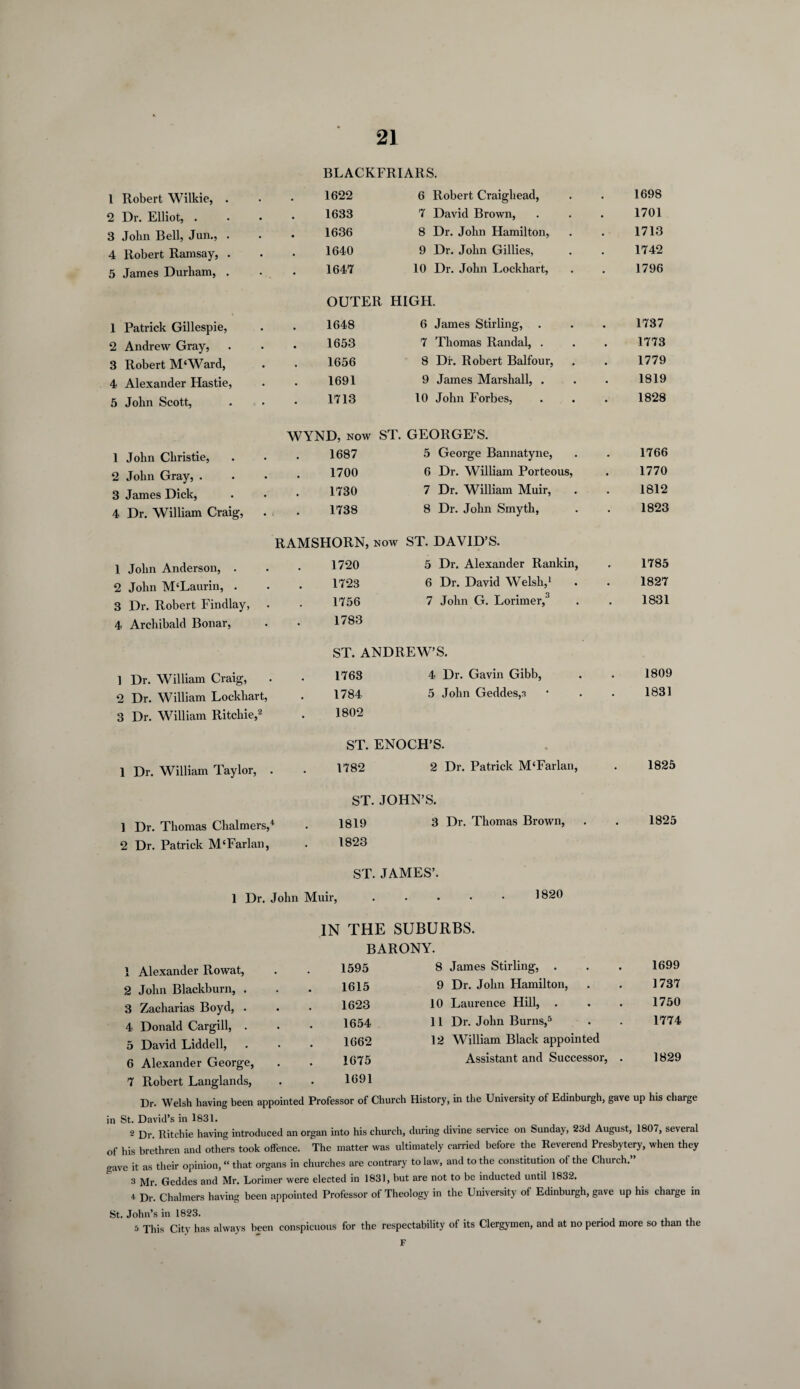 21
BLACKFRIARS.
1 Robert Wilkie, . . . 1622 6 Robert Craighead, . . 1698
2 Dr. Elliot, . . . . 1633 7 David Brown, . . . 1701
3 John Bell, Jun., . . . 1636 8 Dr. John Hamilton, . . 1713
4 Robert Ramsay, . . . 1640 9 Dr. John Gillies, . . 1742
5 James Durham, . . . 1647 10 Dr. John Lockhart, . . 1796
OUTER HIGH.
1 Patrick Gillespie, . . 1648 6 James Stirling, . . . 1737
2 Andrew Gray, . . . 1653 7 Thomas Randal, . . . 1773
3 Robert M‘Ward, . . 1656 8 Dr. Robert Balfour, . . 1779
4 Alexander Hastie, . . 1691 9 James Marshall, . . . 1819
5 John Scott, . . . 1713 10 John Forbes, . . . 1828
WYND, NOW ST. GEORGE’S.
1 John Christie, . . . 1687 5 George Bannatyne, . . 1766
2 John Gray, . . . . 1700 6 Dr. William Porteous, . 1770
3 James Dick, . . . 1730 7 Dr. William Muir, . . 1812
4 Dr. William Craig, . . 1738 8 Dr. John Smyth, . . 1823
RAMSHORN, NOW ST. DAVID’S.
1 John Anderson, . . . 1720 5 Dr. Alexander Rankin, . 1785
2 John M‘Laurin, . . . 1723 6 Dr. David Welsh,¹ . . 1827
3 Dr. Robert Findlay, . . 1756 7 John G. Lorimer,³ . . 1831
4 Archibald Bonar, . . 1783
ST. ANDREW’S.
1 Dr. William Craig, . . 1763 4 Dr. Gavin Gibb, . . 1809
2 Dr. William Lockhart, . 1784 5 John Geddes,³ . . . 1831
3 Dr. William Ritchie,² . 1802
ST. ENOCH’S.
1 Dr. William Taylor, . . 1782 2 Dr. Patrick M‘Farlan, . 1825
ST. JOHN’S.
1 Dr. Thomas Chalmers,⁴ . 1819 3 Dr. Thomas Brown, . . 1825
2 Dr. Patrick M‘Farlan, . 1823
ST. JAMES’.
1 Dr. John Muir, . . . . . 1820
IN THE SUBURBS.
BARONY.
1 Alexander Rowat, . . 1595 8 James Stirling, . . . 1699
2 John Blackburn, . . . 1615 9 Dr. John Hamilton, . . 1737
3 Zacharias Boyd, . . . 1623 10 Laurence Hill, . . . 1750
4 Donald Cargill, . . . 1654 11 Dr. John Burns,⁵ . . 1774
5 David Liddell, . . . 1662 12 William Black appointed
6 Alexander George, . . 1675 Assistant and Successor, . 1829
7 Robert Langlands, . . 1691
Dr. Welsh having been appointed Professor of Church History, in the University of Edinburgh, gave up his charge
in St. David’s in 1831.
2 Dr. Ritchie having introduced an organ into his church, during divine service on Sunday, 23d August, 1807, several
of his brethren and others took offence. The matter was ultimately carried before the Reverend Presbytery, when they
gave it as their opinion, “ that organs in churches are contrary to law, and to the constitution of the Church.”
3 Mr. Geddes and Mr. Lorimer were elected in 1831, but are not to be inducted until 1832.
4 Dr. Chalmers having been appointed Professor of Theology in the University of Edinburgh, gave up his charge in
St. John’s in 1823.
5 This City has always been conspicuous for the respectability of its Clergymen, and at no period more so than the
F